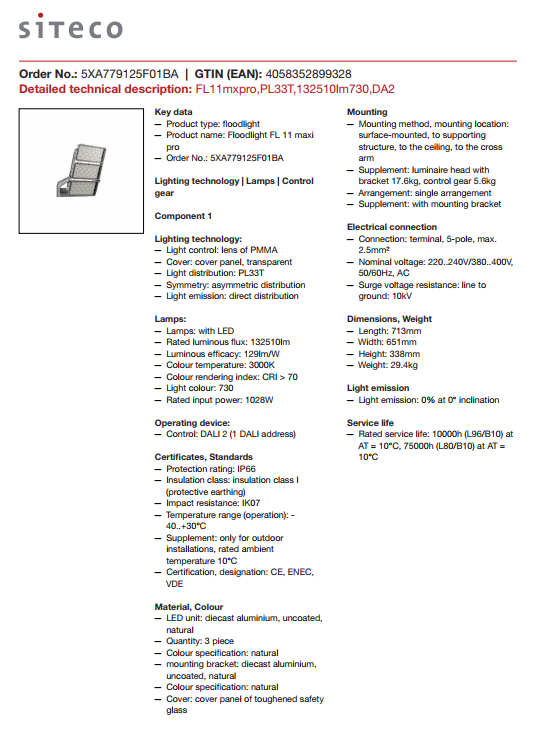 siTeco
Order No.: 5XA779125F01BA | GTIN (EAN): 4058352899328
Detailed technical description: FL11mxpro,PL33T,132510lm730,DA2
Key data
— Product type: floodlight
— Product name: Floodlight FL 11 maxi
pro
— Order No.: 5XA779125F01BA
Lighting technology | Lamps | Control
gear
Component 1
Lighting technology:
— Light control: lens of PMMA
— Cover: cover panel, transparent
— Light distribution: PL33T
— Symmetry: asymmetric distribution
— Light emission: direct distribution
Lamps:
— Lamps: with LED
— Rated luminous flux: 132510lm
— Luminous efficacy: 129lm/W
— Colour temperature: 3000K
— Colour rendering index: CRI > 70
— Light colour: 730
— Rated input power: 1028W
Operating device:
— Control: DALI 2 (1 DALI address)
Certificates, Standards
— Protection rating: IP66
— Insulation class: insulation class I
(protective earthing)
— Impact resistance: IK07
— Temperature range (operation): -
40..+30°C
— Supplement: only for outdoor
installations, rated ambient
temperature 10°C
— Certification, designation: CE, ENEC,
VDE
Material, Colour
— LED unit: diecast aluminium, uncoated,
natural
— Quantity: 3 piece
— Colour specification: natural
— mounting bracket: diecast aluminium,
uncoated, natural
— Colour specification: natural
— Cover: cover panel of toughened safety
glass
Mounting
— Mounting method, mounting location:
surface-mounted, to supporting
structure, to the ceiling, to the cross
arm
— Supplement: luminaire head with
bracket 17.6kg, control gear 5.6kg
— Arrangement: single arrangement
— Supplement: with mounting bracket
Electrical connection
— Connection: terminal, 5-pole, max.
2.5mm²
— Nominal voltage: 220..240V/380..400V,
50/60Hz, AC
— Surge voltage resistance: line to
ground: 10kV
Dimensions, Weight
— Length: 713mm
— Width: 651mm
— Height: 338mm
— Weight: 29.4kg
Light emission
— Light emission: 0% at 0° inclination
Service life
— Rated service life: 10000h (L96/B10) at
AT = 10°C, 75000h (L80/B10) at AT =
10°C